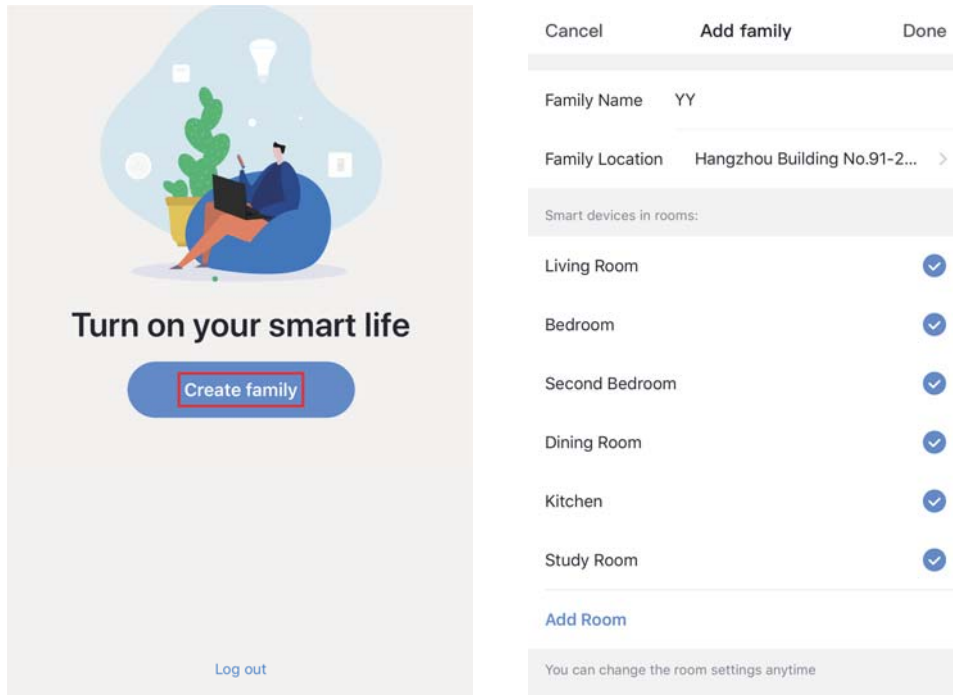 Turn on your smart life
Create family
Log out
Cancel Add family Done
Family Name YY
Family Location Hangzhou Building No.91-2...
Smart devices in rooms:
Living Room
Bedroom
Second Bedroom
Dining Room
Kitchen
Study Room
Add Room
You can change the room settings anytime